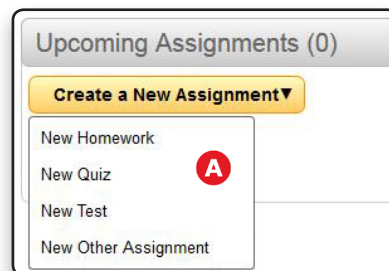 Upcoming Assignments (0)
Create a New Assignment▼
New Homework
New Quiz
A
New Test
New Other Assignment